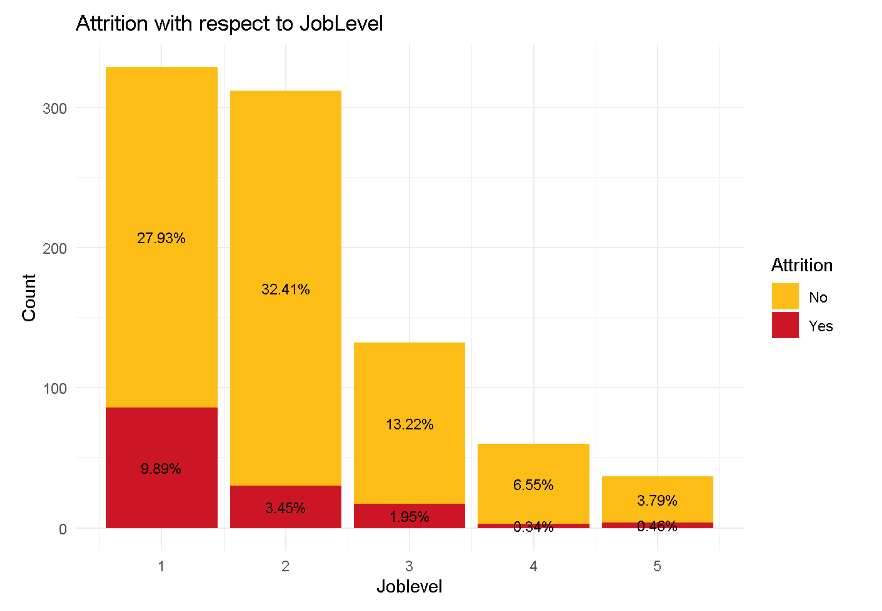 Attrition with respect to JobLevel
Count
300
200
100
0
27.93%
9.89%
32.41%
3.45%
13.22%
1.95%
6.55%
0.34%
3.79%
0.46%
1 2 3 4 5
Joblevel
Attrition
No
Yes